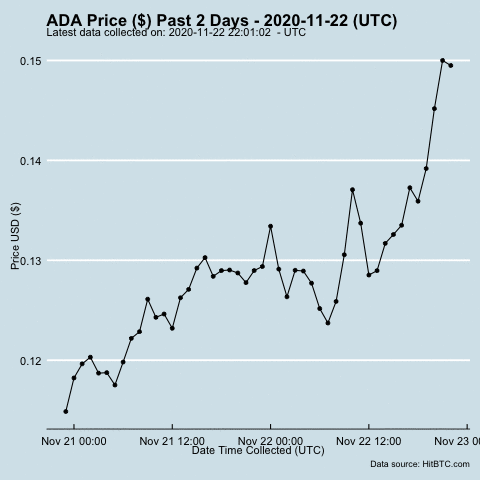 ADA Price ($) Past 2 Days - 2020-11-22 (UTC)
Latest data collected on: 2020-11-22 22:01:02 - UTC
0.15
0.14
0.13
0.12
Price USD ($)
Nov 21 00:00 Nov 21 12:00 Nov 22 00:00 Nov 22 12:00 Nov 23 0
Date Time Collected (UTC)
Data source: HitBTC.com